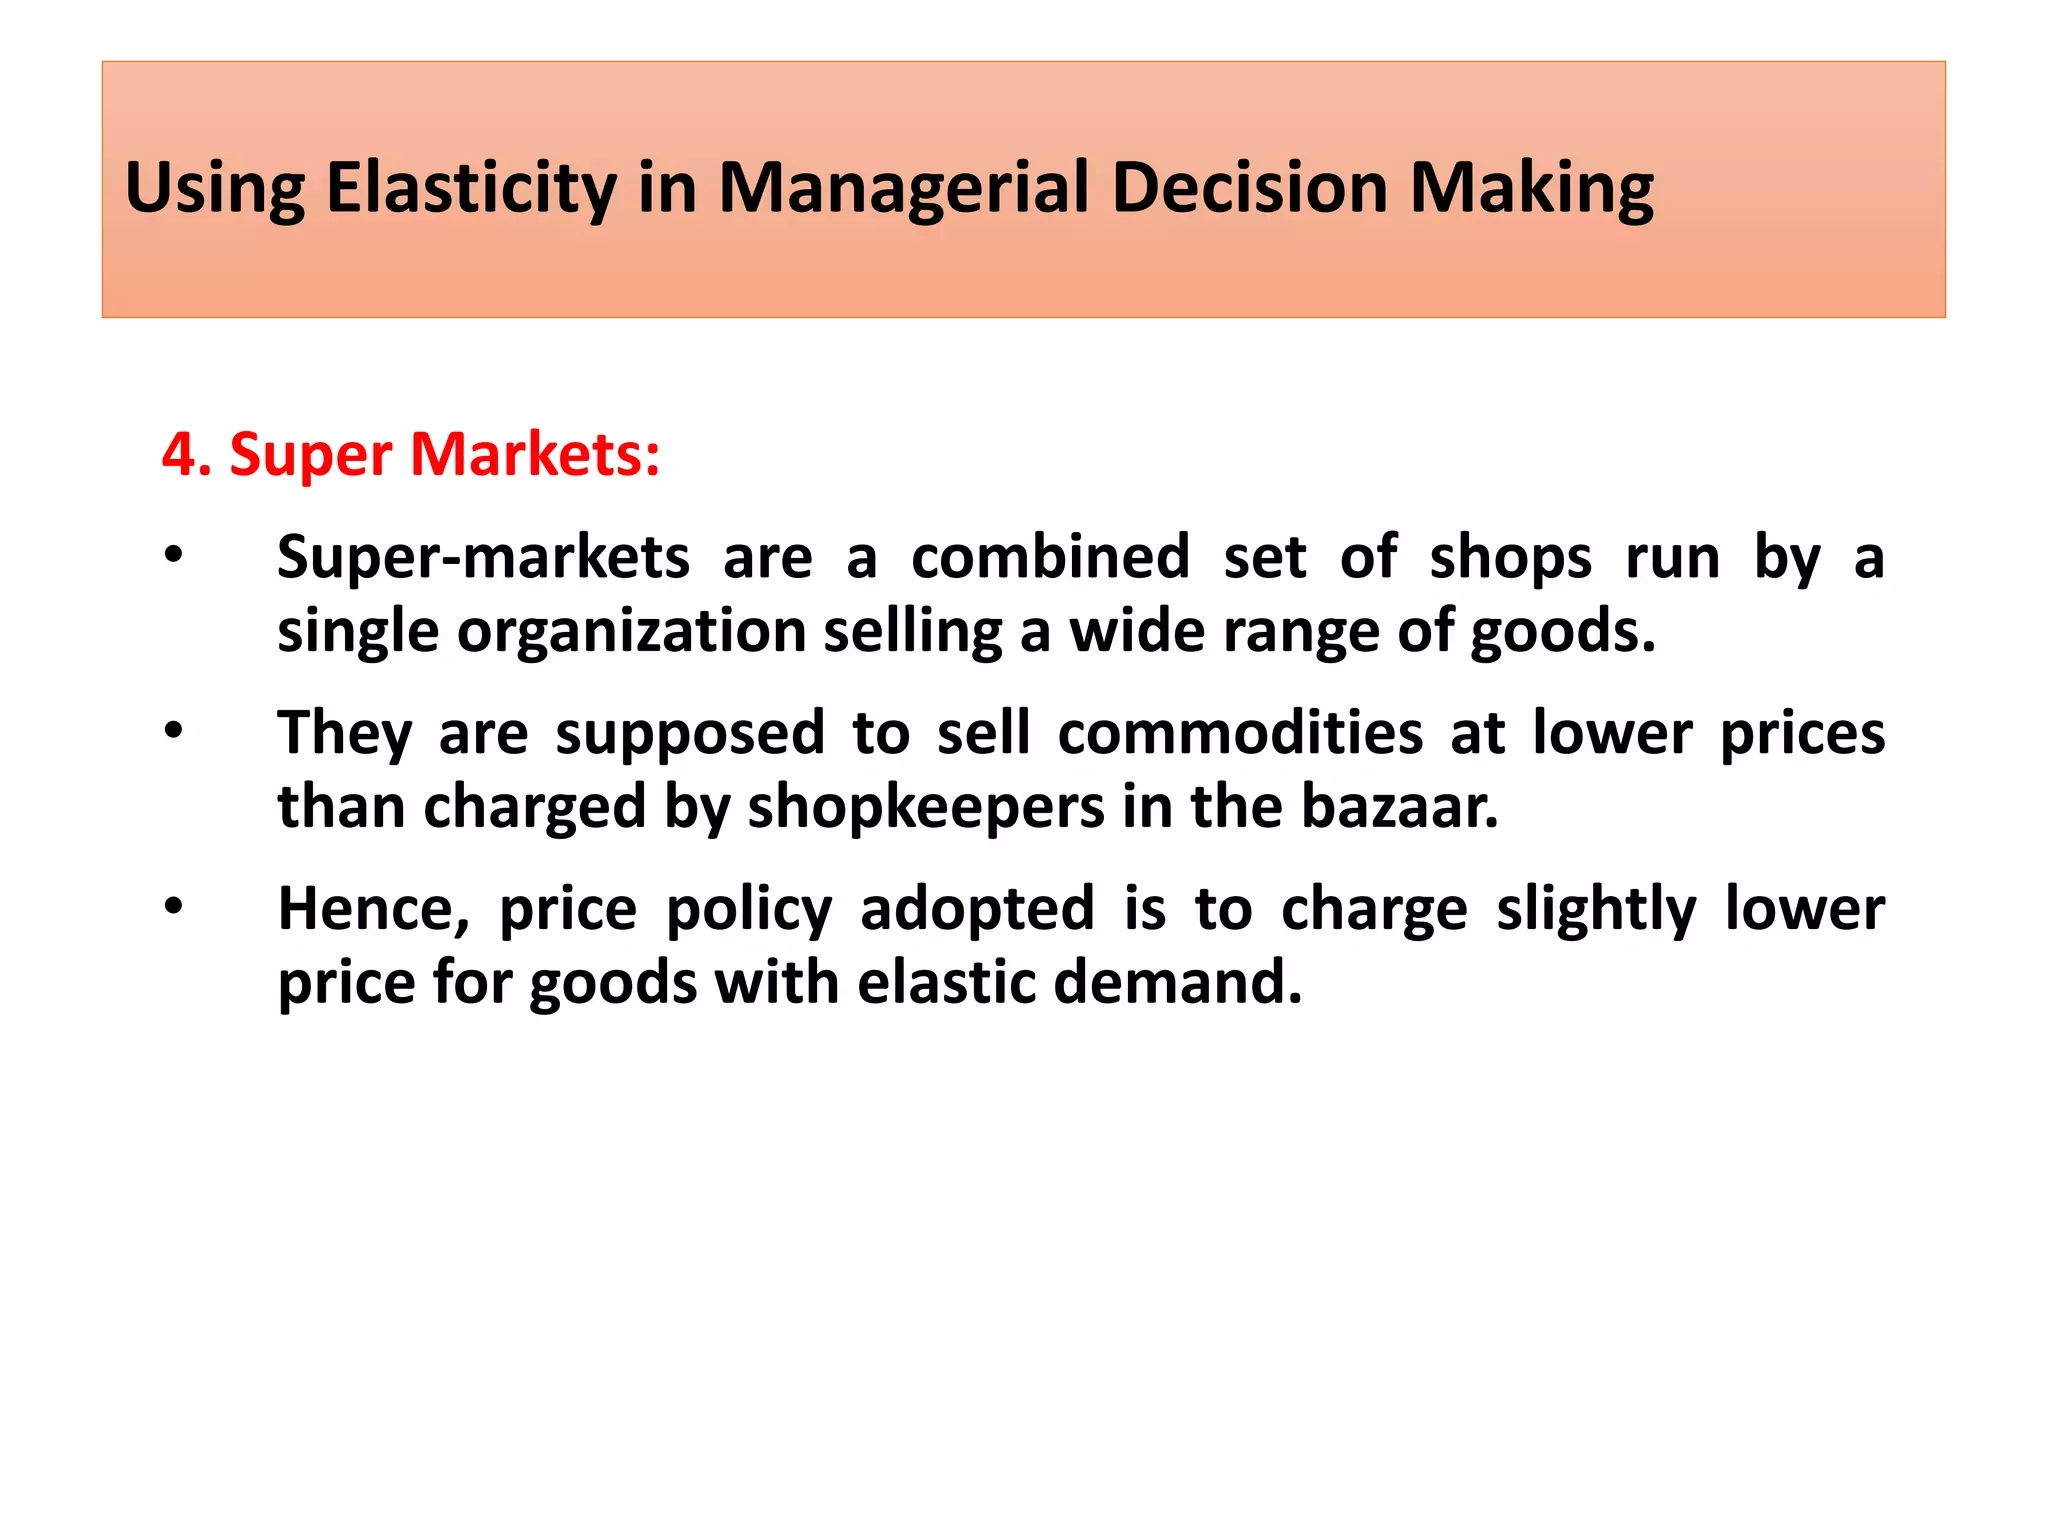 Using Elasticity in Managerial Decision Making
4. Super Markets:
• Super-markets are a combined set of shops run by a
single organization selling a wide range of goods.
• They are supposed to sell commodities at lower prices
than charged by shopkeepers in the bazaar.
• Hence, price policy adopted is to charge slightly lower
price for goods with elastic demand.